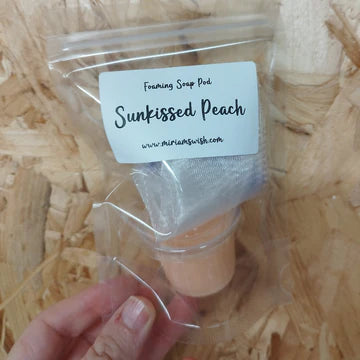 Foaming Soap Pod
Sunkissed Peach
www.miriamswish.com